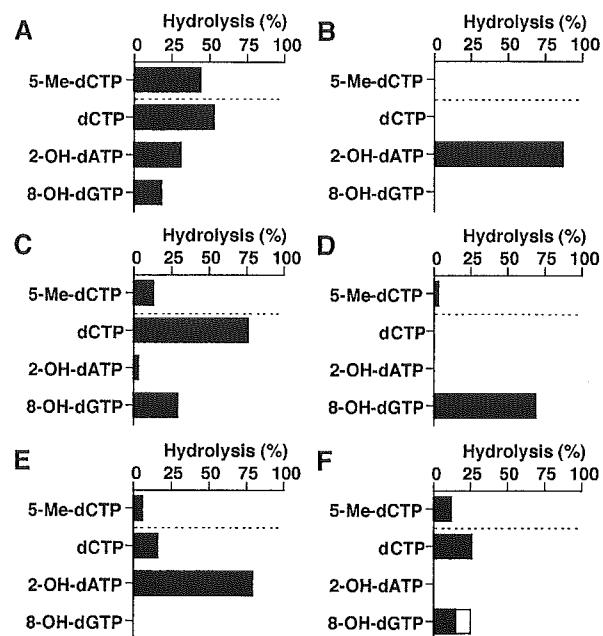 A
Hydrolysis (%)
0 25 50 75 100
5-Me-dCTP
dCTP
2-OH-dATP
8-OH-dGTP
B
Hydrolysis (%)
0 25 50 75 100
5-Me-dCTP
dCTP
2-OH-dATP
8-OH-dGTP
C
Hydrolysis (%)
0 25 50 75 100
5-Me-dCTP
dCTP
2-OH-dATP
8-OH-dGTP
D
Hydrolysis (%)
0 25 50 75 100
5-Me-dCTP
dCTP
2-OH-dATP
8-OH-dGTP
E
Hydrolysis (%)
0 25 50 75 100
5-Me-dCTP
dCTP
2-OH-dATP
8-OH-dGTP
F
Hydrolysis (%)
0 25 50 75 100
5-Me-dCTP
dCTP
2-OH-dATP
8-OH-dGTP